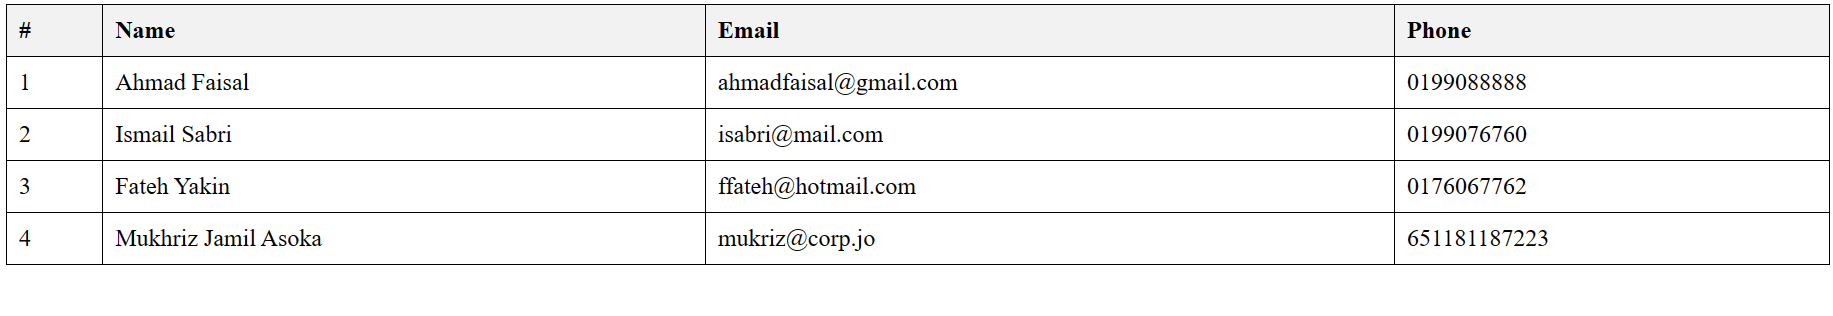 # Name Email Phone
1 Ahmad Faisal ahmadfaisal@gmail.com 0199088888
2 Ismail Sabri isabri@mail.com 0199076760
3 Fateh Yakin ffateh@hotmail.com 0176067762
4 Mukhriz Jamil Asoka mukriz@corp.jo 651181187223